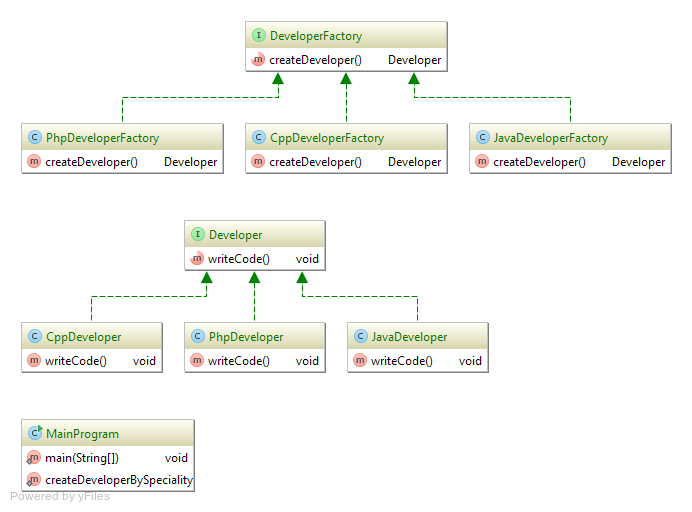 I DeveloperFactory
m createDeveloper() Developer
C PhpDeveloperFactory
m createDeveloper() Developer
C CppDeveloperFactory
m createDeveloper() Developer
C JavaDeveloperFactory
m createDeveloper() Developer
I Developer
m writeCode() void
C CppDeveloper
m writeCode() void
C PhpDeveloper
m writeCode() void
C JavaDeveloper
m writeCode() void
C MainProgram
m main(String[]) void
m createDeveloperBySpeciality
Powered by yFiles